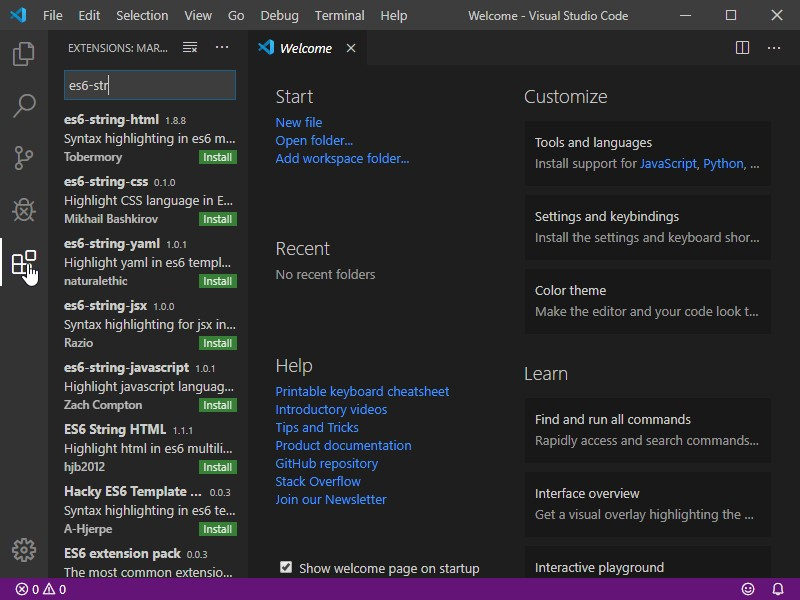 File Edit Selection View Go Debug Terminal Help Welcome - Visual Studio Code
EXTENSIONS: MAR...
Welcome
es6-str
es6-string-html 1.8.8
Syntax highlighting in es6 m...
Tobermory Install
es6-string-css 0.1.0
Highlight CSS language in E...
Mikhail Bashkirov Install
es6-string-yaml 1.0.1
Highlight yaml in es6 templ...
naturalethic Install
es6-string-jsx 1.0.0
Syntax highlighting for jsx in...
Razio Install
es6-string-javascript 1.0.1
Highlight javascript languag...
Zach Compton Install
ES6 String HTML 1.1.1
Highlight html in es6 multili...
hjb2012 Install
Hacky ES6 Template ... 0.0.3
Syntax highlighting in es6 te...
A-Hjerpe Install
ES6 extension pack 0.0.3
The most common extensio...
Start
New file
Open folder...
Add workspace folder...
Recent
No recent folders
Help
Printable keyboard cheatsheet
Introductory videos
Tips and Tricks
Product documentation
GitHub repository
Stack Overflow
Join our Newsletter
Show welcome page on startup
Customize
Tools and languages
Install support for JavaScript, Python, ...
Settings and keybindings
Install the settings and keyboard shor...
Color theme
Make the editor and your code look t...
Learn
Find and run all commands
Rapidly access and search commands...
Interface overview
Get a visual overlay highlighting the ...
Interactive playground
0 0